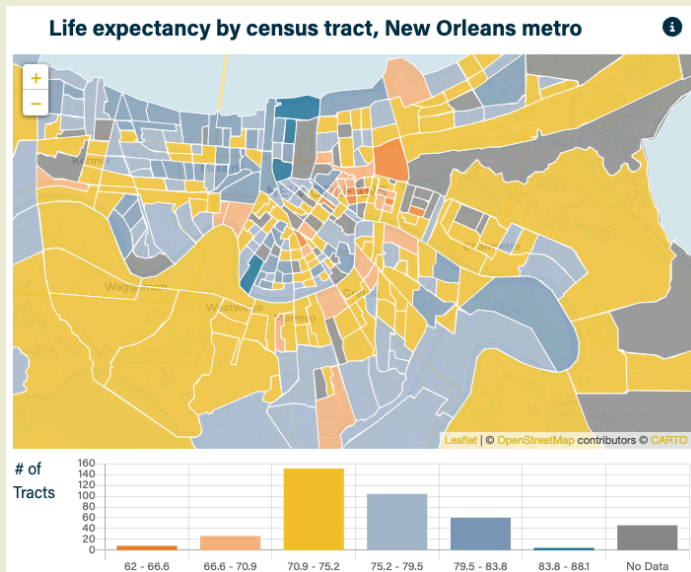 Life expectancy by census tract, New Orleans metro
i
+
−
Kenner
Waggaman
Westwego
Marrero
Chalmette
Leaflet | © OpenStreetMap contributors © CARTO
# of
Tracts
160
140
120
100
80
60
40
20
0
62 - 66.6
66.6 - 70.9
70.9 - 75.2
75.2 - 79.5
79.5 - 83.8
83.8 - 88.1
No Data